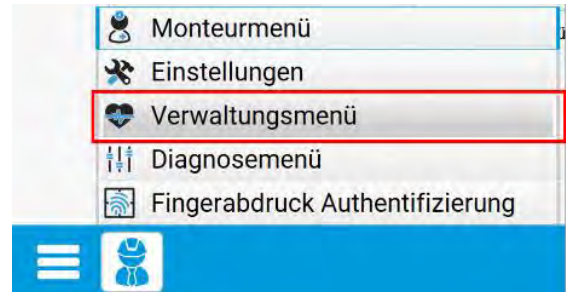 Monteurmenü
Einstellungen
Verwaltungsmenü
Diagnosemenü
Fingerabdruck Authentifizierung